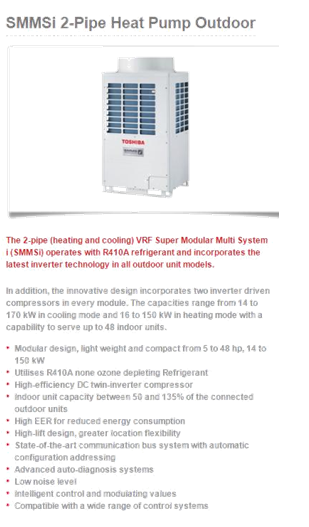 SMMSi 2-Pipe Heat Pump Outdoor
TOSHIBA
The 2-pipe (heating and cooling) VRF Super Modular Multi System
i (SMMSi) operates with R410A refrigerant and incorporates the
latest inverter technology in all outdoor unit models.
In addition, the innovative design incorporates two inverter driven
compressors in every module. The capacities range from 14 to
170 kW in cooling mode and 16 to 150 kW in heating mode with a
capability to serve up to 48 indoor units.
• Modular design, light weight and compact from 5 to 48 hp, 14 to
150 kW
• Utilises R410A none ozone depleting Refrigerant
• High-efficiency DC twin-inverter compressor
• Indoor unit capacity between 50 and 135% of the connected
outdoor units
• High EER for reduced energy consumption
• High-lift design, greater location flexibility
• State-of-the-art communication bus system with automatic
configuration addressing
• Advanced auto-diagnosis systems
• Low noise level
• Intelligent control and modulating values
• Compatible with a wide range of control systems